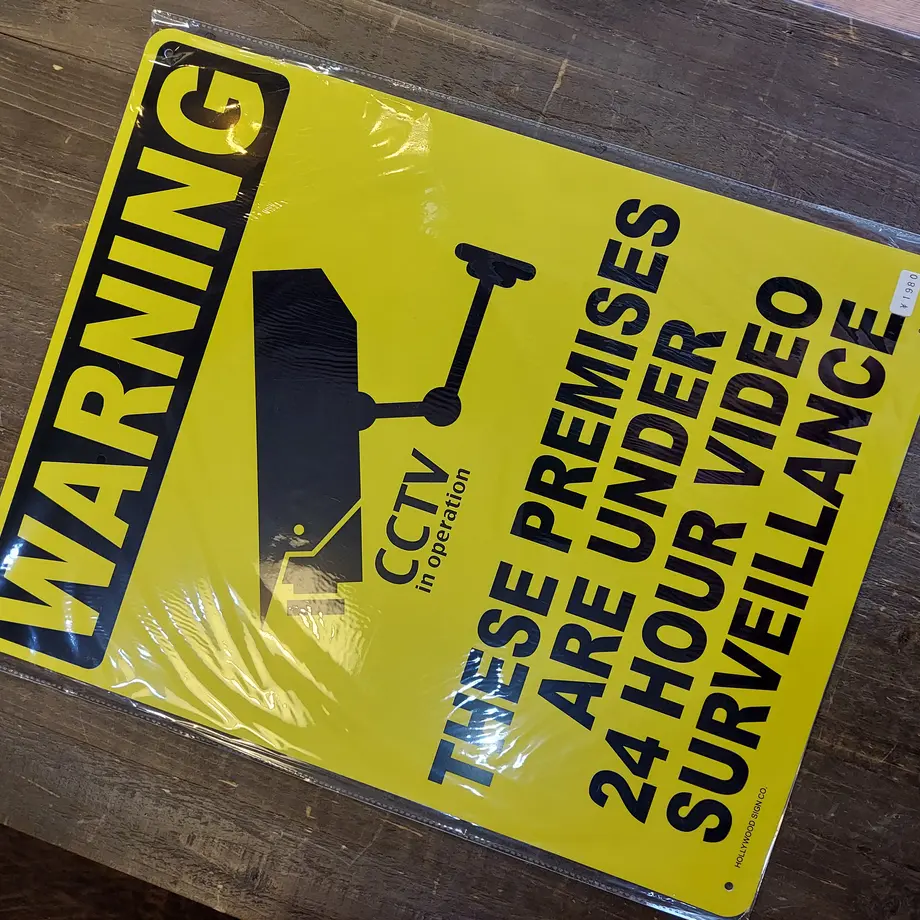 WARNING
CCTV
in operation
THESE PREMISES
ARE UNDER
24 HOUR VIDEO
SURVEILLANCE
HOLLYWOOD SIGN CO.
¥1980